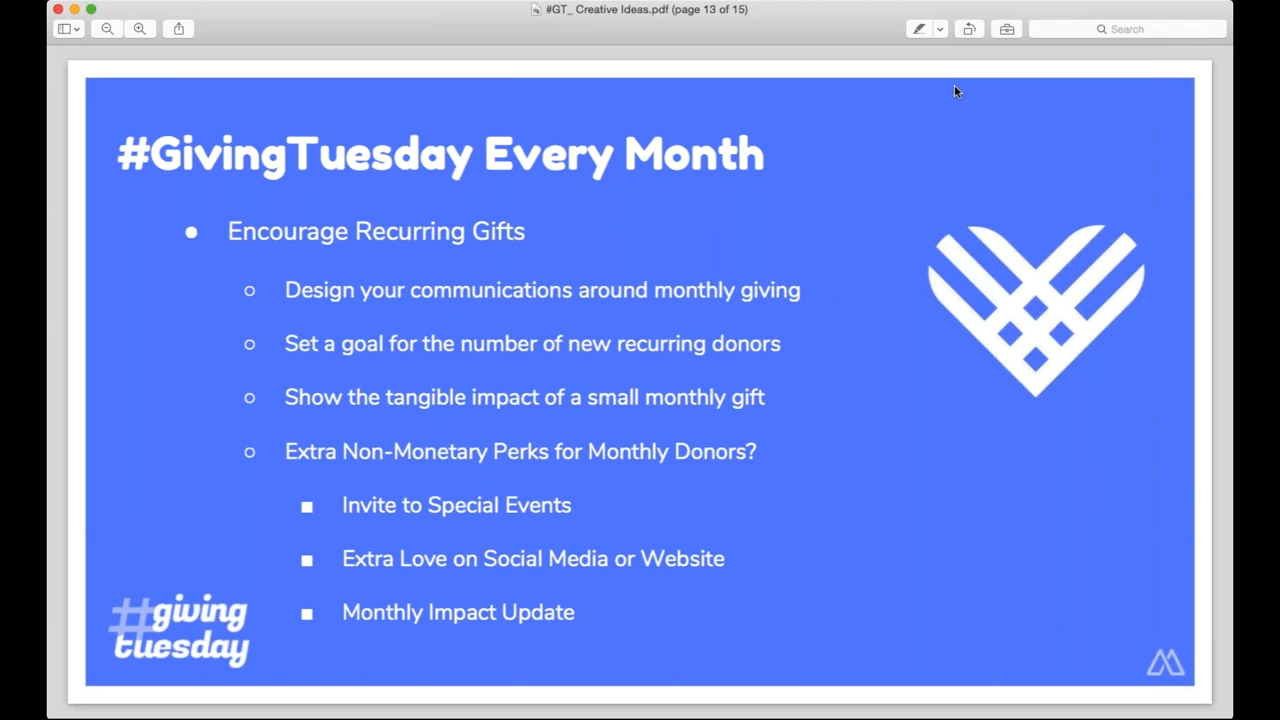 #GT_ Creative Ideas.pdf (page 13 of 15)
Search
#GivingTuesday Every Month
● Encourage Recurring Gifts
○ Design your communications around monthly giving
○ Set a goal for the number of new recurring donors
○ Show the tangible impact of a small monthly gift
○ Extra Non-Monetary Perks for Monthly Donors?
■ Invite to Special Events
■ Extra Love on Social Media or Website
■ Monthly Impact Update
#giving
tuesday